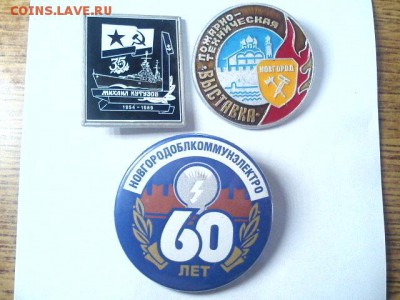 COINS.LAVE.RU
35
МИХАИЛ КУТУЗОВ
1954-1989
ПОЖАРНО-
ТЕХНИЧЕСКАЯ
ВЫСТАВКА
НОВГОРОД
НОВГОРОДОБЛКОММУНЭЛЕКТРО
60
ЛЕТ